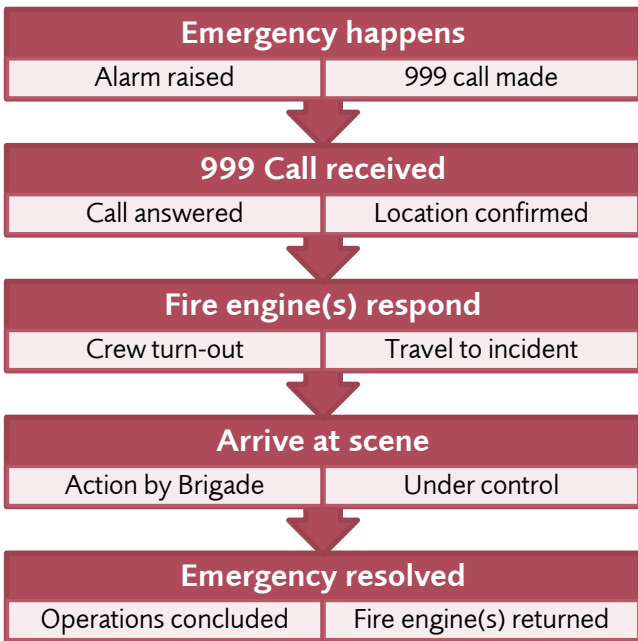 Emergency happens
Alarm raised
999 call made
999 Call received
Call answered
Location confirmed
Fire engine(s) respond
Crew turn-out
Travel to incident
Arrive at scene
Action by Brigade
Under control
Emergency resolved
Operations concluded
Fire engine(s) returned